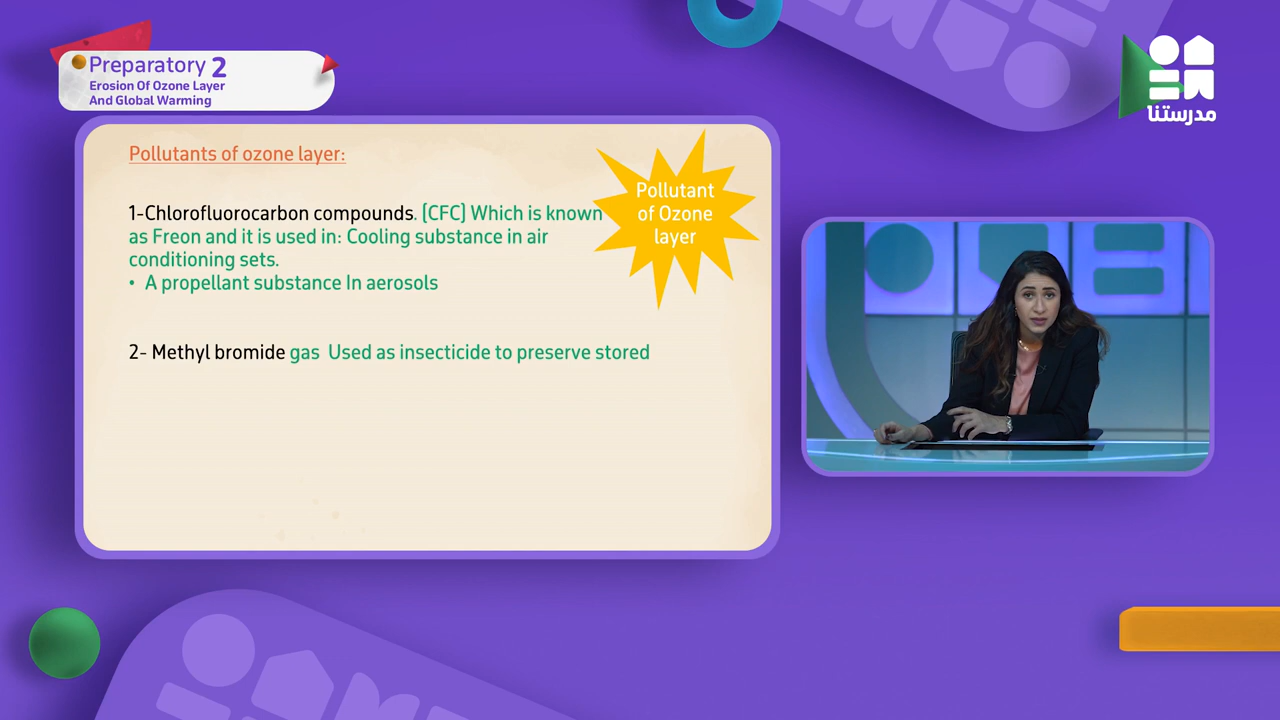 Preparatory 2
Erosion Of Ozone Layer
And Global Warming
مدرستنا
Pollutants of ozone layer:
Pollutant
of Ozone
layer
1-Chlorofluorocarbon compounds. (CFC) Which is known
as Freon and it is used in: Cooling substance in air
conditioning sets.
• A propellant substance In aerosols
2- Methyl bromide gas Used as insecticide to preserve stored